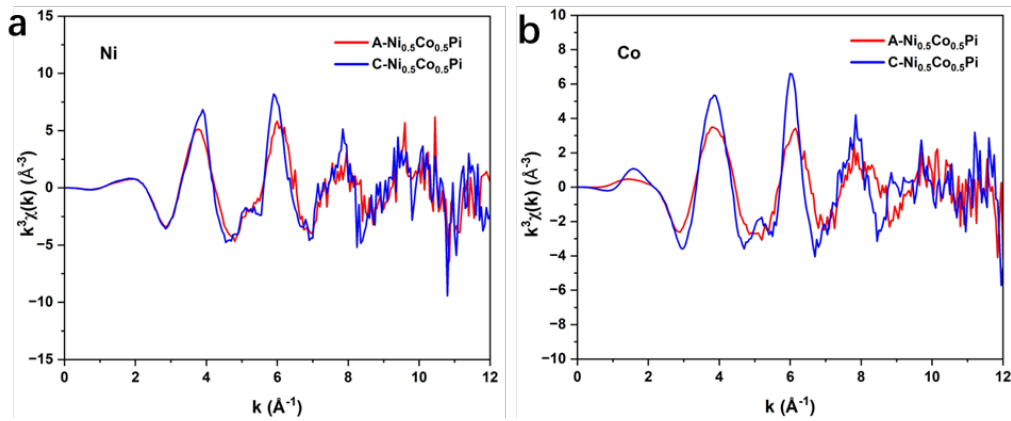 a
Ni
A-Ni0.5Co0.5Pi
C-Ni0.5Co0.5Pi
15
10
5
0
−5
−10
−15
0 2 4 6 8 10 12
k³χ(k) (Å⁻³)
k (Å⁻¹)
b
Co
A-Ni0.5Co0.5Pi
C-Ni0.5Co0.5Pi
10
8
6
4
2
0
−2
−4
−6
−8
−10
0 2 4 6 8 10 12
k³χ(k) (Å⁻³)
k (Å⁻¹)